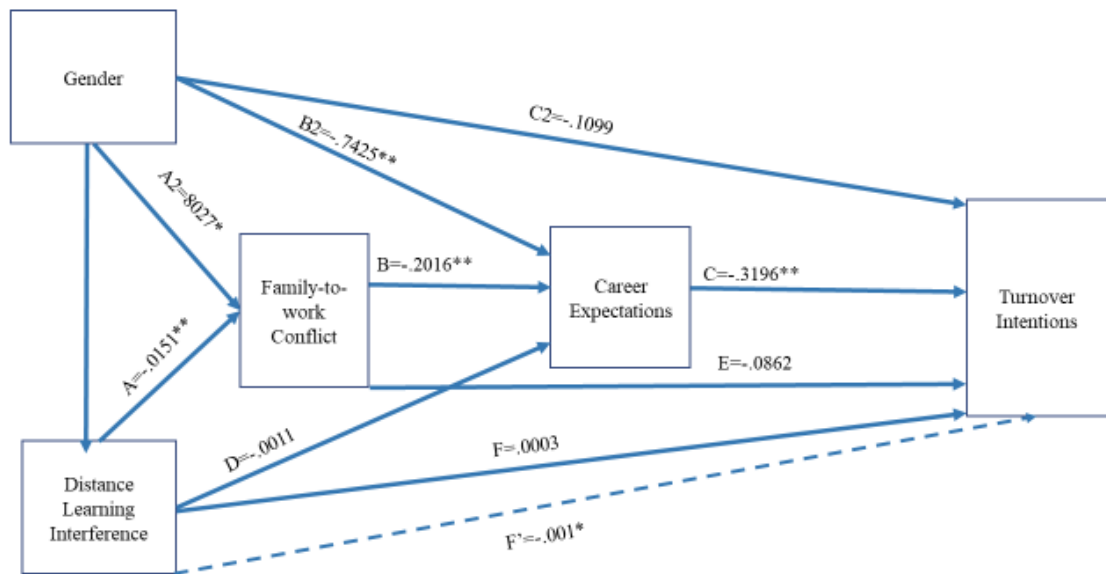 Gender
C2=-.1099
B2=-.7425**
A2=8027*
Family-to-
work
Conflict
B=-.2016**
Career
Expectations
C=-.3196**
Turnover
Intentions
A=-.0151**
E=-.0862
D=-.0011
F=.0003
Distance
Learning
Interference
F’=-.001*